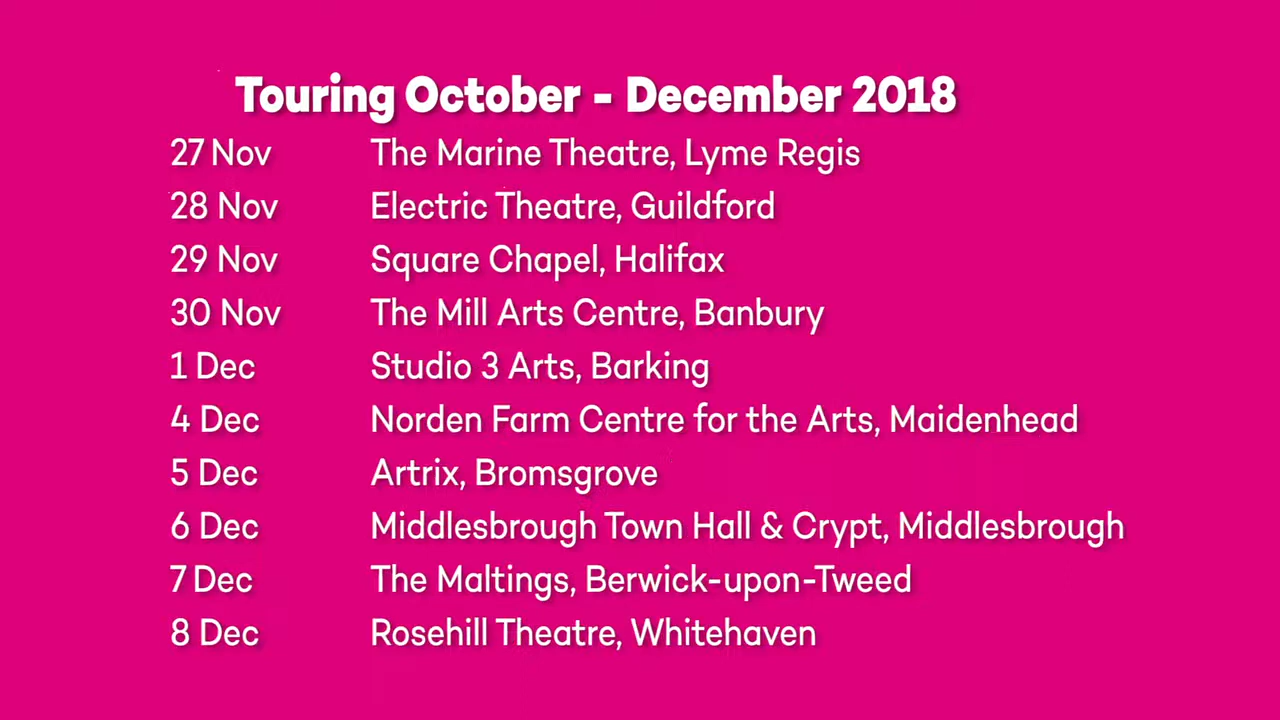 Touring October - December 2018
27 Nov The Marine Theatre, Lyme Regis
28 Nov Electric Theatre, Guildford
29 Nov Square Chapel, Halifax
30 Nov The Mill Arts Centre, Banbury
1 Dec Studio 3 Arts, Barking
4 Dec Norden Farm Centre for the Arts, Maidenhead
5 Dec Artrix, Bromsgrove
6 Dec Middlesbrough Town Hall & Crypt, Middlesbrough
7 Dec The Maltings, Berwick-upon-Tweed
8 Dec Rosehill Theatre, Whitehaven